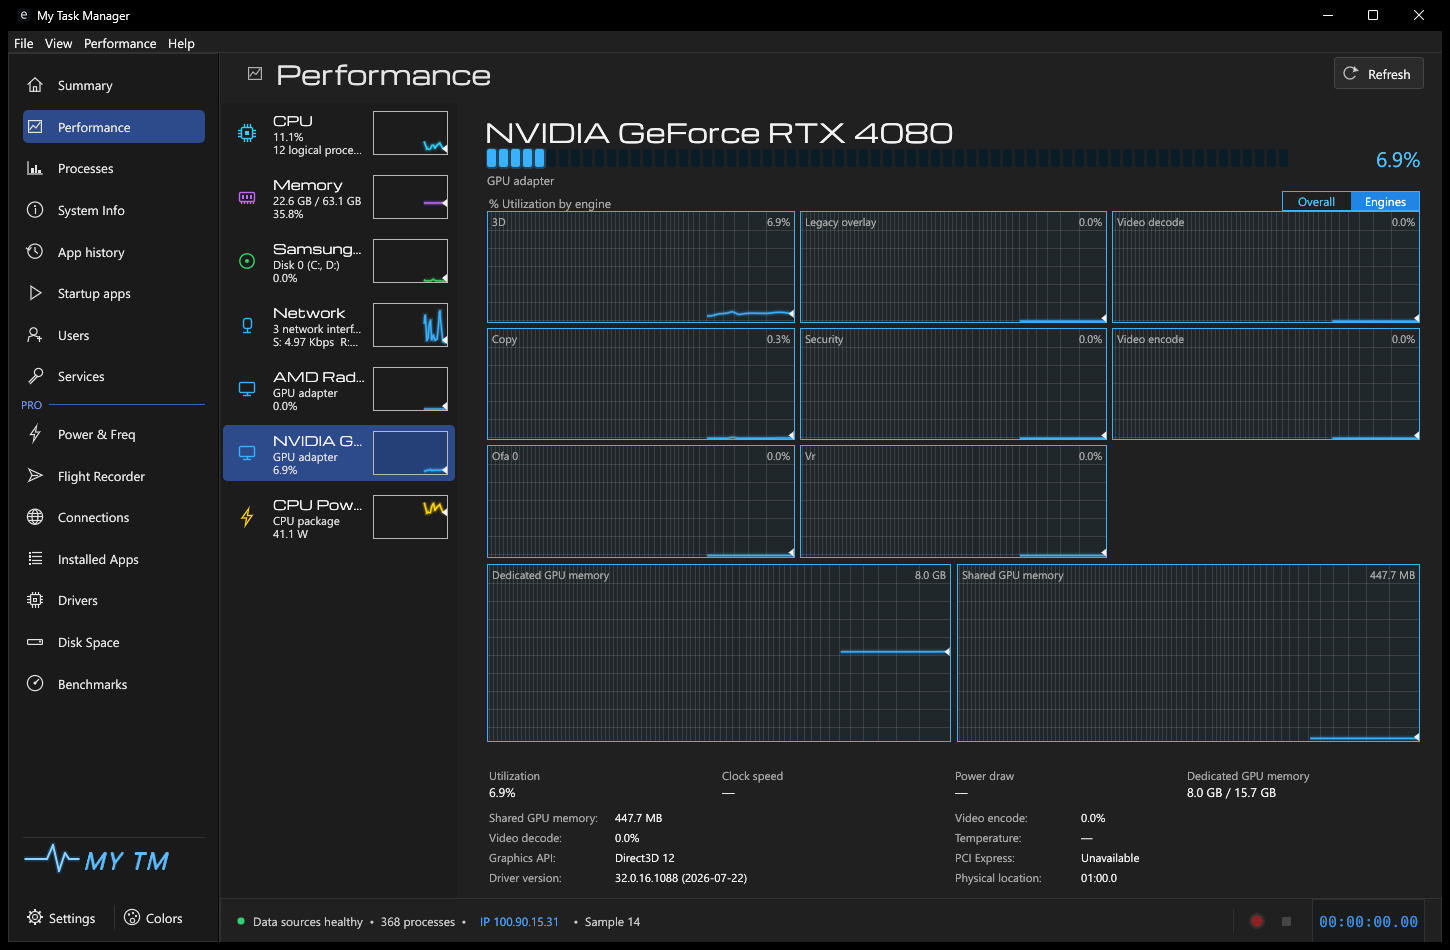 My Task Manager
File View Performance Help
Summary
Performance
Processes
System Info
App history
Startup apps
Users
Services
PRO
Power & Freq
Flight Recorder
Connections
Installed Apps
Drivers
Disk Space
Benchmarks
MY TM
Settings
Colors
Performance
Refresh
CPU
11.1%
12 logical proce...
Memory
22.6 GB / 63.1 GB
35.8%
Samsung...
Disk 0 (C:, D:)
0.0%
Network
3 network interf...
S: 4.97 Kbps R:...
AMD Rad...
GPU adapter
0.0%
NVIDIA G...
GPU adapter
6.9%
CPU Pow...
CPU package
41.1 W
NVIDIA GeForce RTX 4080
6.9%
GPU adapter
% Utilization by engine
Overall Engines
3D 6.9%
Legacy overlay 0.0%
Video decode 0.0%
Copy 0.3%
Security 0.0%
Video encode 0.0%
Ofa 0 0.0%
Vr 0.0%
Dedicated GPU memory 8.0 GB
Shared GPU memory 447.7 MB
Utilization
6.9%
Clock speed
—
Power draw
—
Dedicated GPU memory
8.0 GB / 15.7 GB
Shared GPU memory: 447.7 MB
Video decode: 0.0%
Graphics API: Direct3D 12
Driver version: 32.0.16.1088 (2026-07-22)
Video encode: 0.0%
Temperature: —
PCI Express: Unavailable
Physical location: 01:00.0
Data sources healthy • 368 processes • IP 100.90.15.31 • Sample 14
00:00:00.00